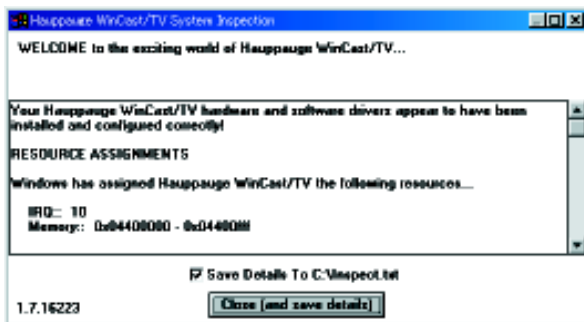 Hauppauge WinCast/TV System Inspection
WELCOME to the exciting world of Hauppauge WinCast/TV...
Your Hauppauge WinCast/TV hardware and software drivers appear to have been
installed and configured correctly!
RESOURCE ASSIGNMENTS
Windows has assigned Hauppauge WinCast/TV the following resources...
IRQ:: 10
Memory:: 0x04400000 - 0x04400fff
Save Details To C:\Inspect.txt
1.7.16223
Close (and save details)